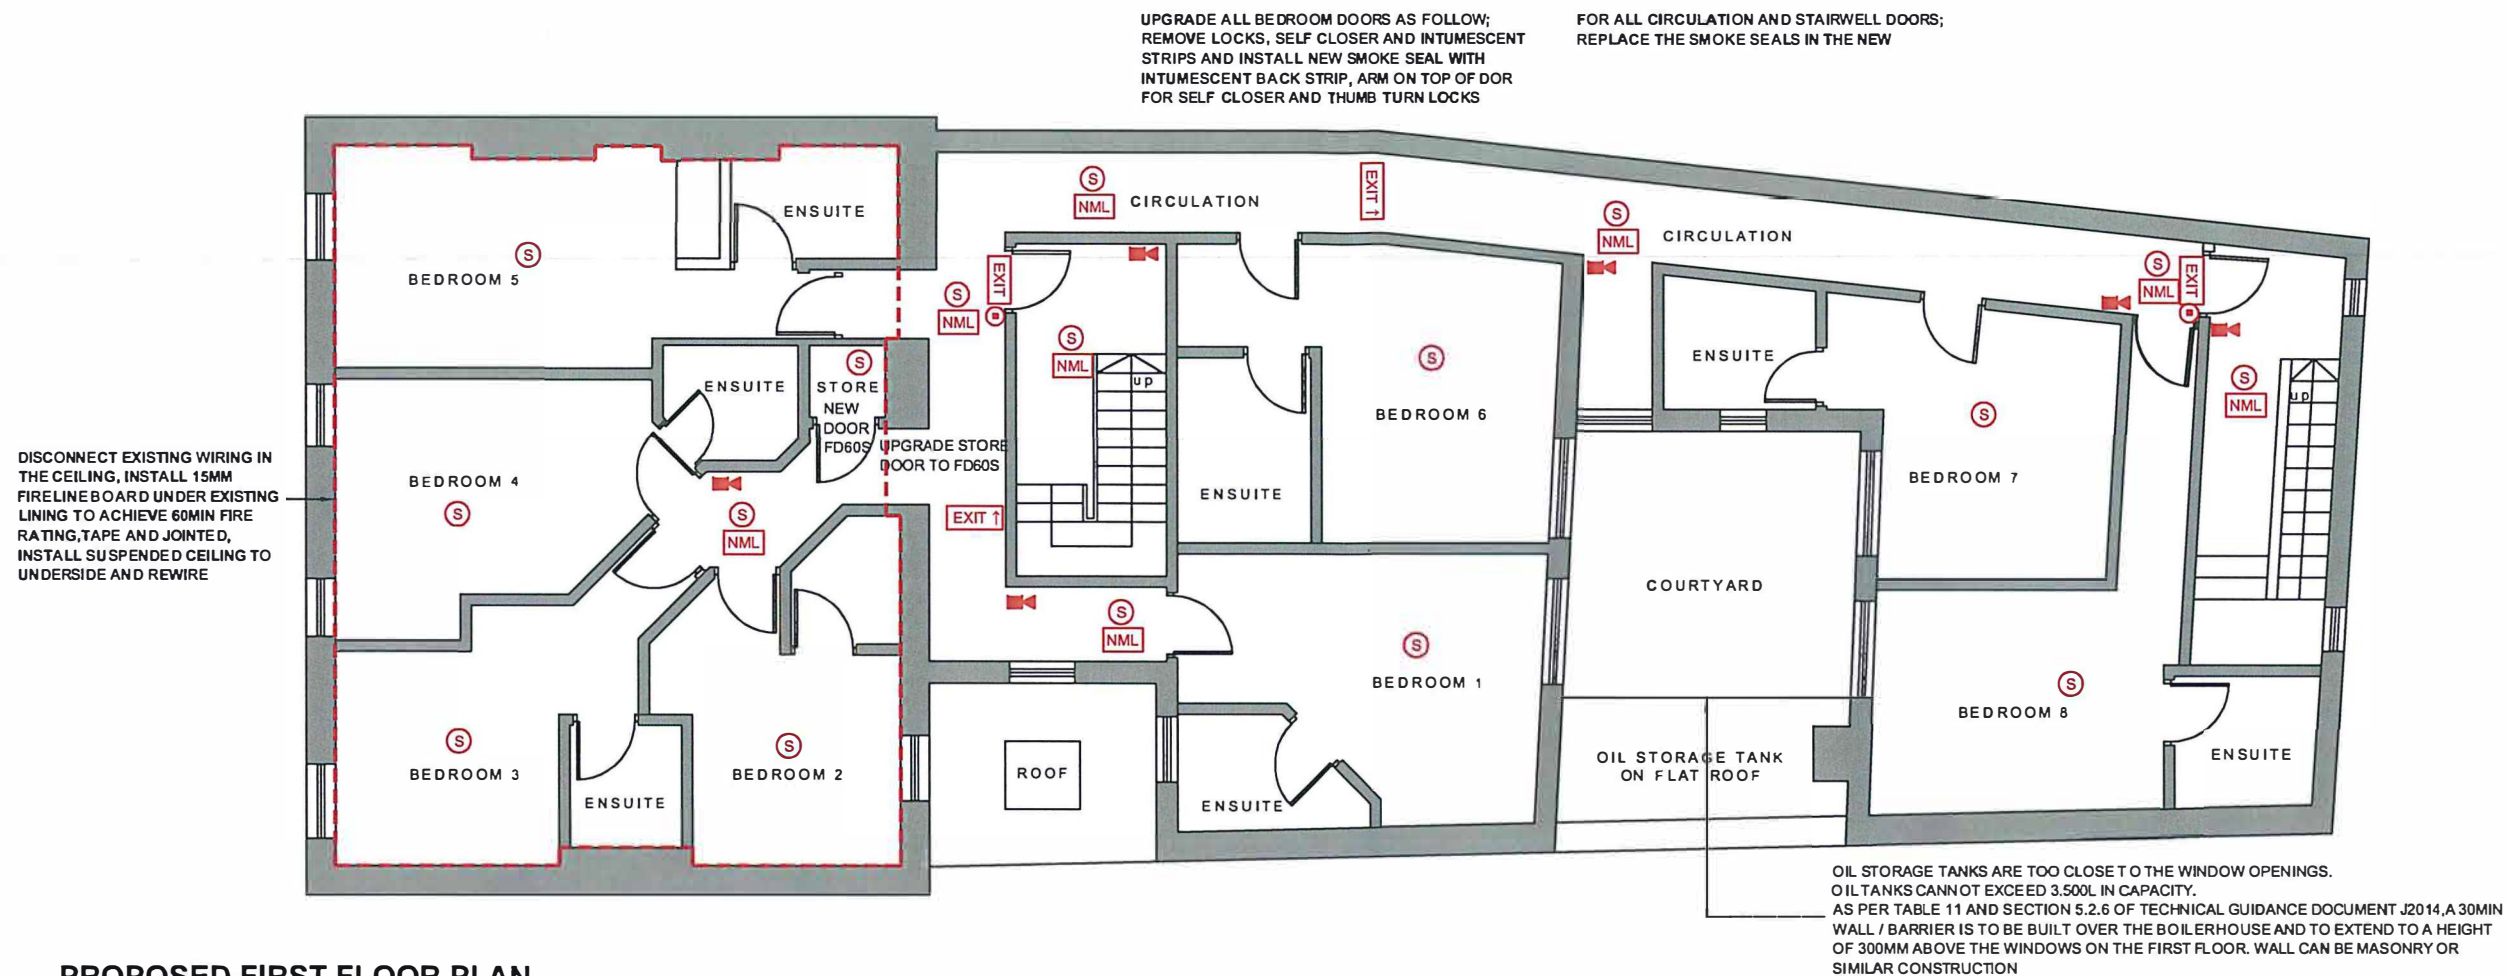 UPGRADE ALL BEDROOM DOORS AS FOLLOW;
REMOVE LOCKS, SELF CLOSER AND INTUMESCENT
STRIPS AND INSTALL NEW SMOKE SEAL WITH
INTUMESCENT BACK STRIP, ARM ON TOP OF DOR
FOR SELF CLOSER AND THUMB TURN LOCKS
FOR ALL CIRCULATION AND STAIRWELL DOORS;
REPLACE THE SMOKE SEALS IN THE NEW
S
NML
CIRCULATION
EXIT ↑
S
NML
CIRCULATION
ENSUITE
S
BEDROOM 5
S
NML
EXIT
S
NML
EXIT
S
NML
up
ENSUITE
S
STORE
NEW
DOOR
FD60S
UPGRADE STORE
DOOR TO FD60S
S
BEDROOM 6
ENSUITE
ENSUITE
S
BEDROOM 7
S
NML
up
DISCONNECT EXISTING WIRING IN
THE CEILING, INSTALL 15MM
FIRELINEBOARD UNDER EXISTING
LINING TO ACHIEVE 60MIN FIRE
RATING,TAPE AND JOINTED,
INSTALL SUSPENDED CEILING TO
UNDERSIDE AND REWIRE
BEDROOM 4
S
S
NML
EXIT ↑
COURTYARD
S
NML
S
BEDROOM 1
S
BEDROOM 8
S
BEDROOM 3
ENSUITE
S
BEDROOM 2
ROOF
ENSUITE
OIL STORAGE TANK
ON FLAT ROOF
ENSUITE
OIL STORAGE TANKS ARE TOO CLOSE TO THE WINDOW OPENINGS.
OIL TANKS CANNOT EXCEED 3.500L IN CAPACITY.
AS PER TABLE 11 AND SECTION 5.2.6 OF TECHNICAL GUIDANCE DOCUMENT J2014,A 30MIN
WALL / BARRIER IS TO BE BUILT OVER THE BOILERHOUSE AND TO EXTEND TO A HEIGHT
OF 300MM ABOVE THE WINDOWS ON THE FIRST FLOOR. WALL CAN BE MASONRY OR
SIMILAR CONSTRUCTION
PROPOSED FIRST FLOOR PLAN